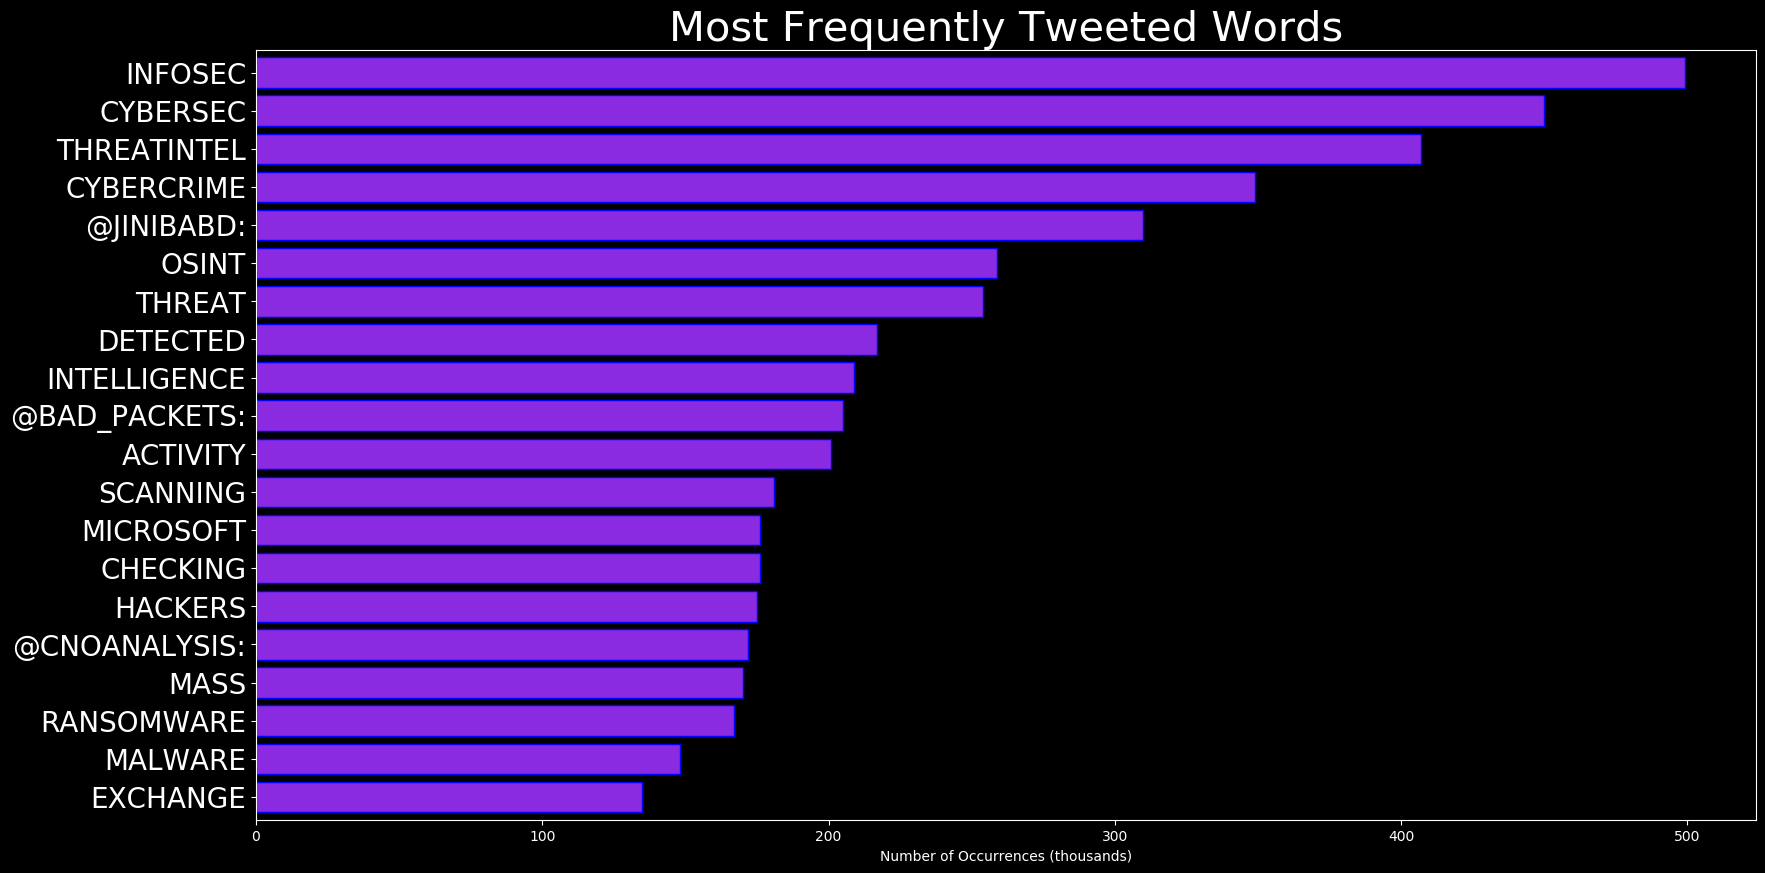 Most Frequently Tweeted Words
INFOSEC
CYBERSEC
THREATINTEL
CYBERCRIME
@JINIBABD:
OSINT
THREAT
DETECTED
INTELLIGENCE
@BAD_PACKETS:
ACTIVITY
SCANNING
MICROSOFT
CHECKING
HACKERS
@CNOANALYSIS:
MASS
RANSOMWARE
MALWARE
EXCHANGE
0 100 200 300 400 500
Number of Occurrences (thousands)